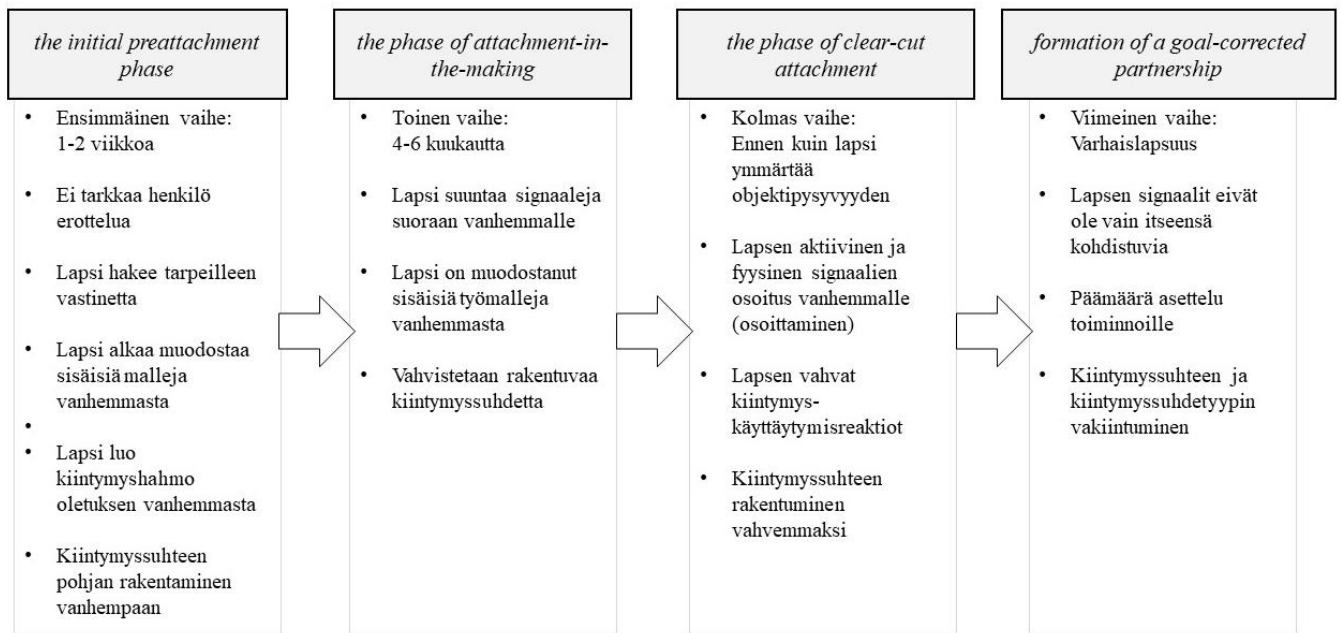 the initial preattachment
phase
• Ensimmäinen vaihe:
1-2 viikkoa
• Ei tarkkaa henkilö
erottelua
• Lapsi hakee tarpeilleen
vastinetta
• Lapsi alkaa muodostaa
sisäisiä malleja
vanhemmasta
•
• Lapsi luo
kiintymyshahmo
oletuksen vanhemmasta
• Kiintymyssuhteen
pohjan rakentaminen
vanhempaan
the phase of attachment-in-
the-making
• Toinen vaihe:
4-6 kuukautta
• Lapsi suuntaa signaaleja
suoraan vanhemmalle
• Lapsi on muodostanut
sisäisiä työmalleja
vanhemmasta
• Vahvistetaan rakentuvaa
kiintymyssuhdetta
the phase of clear-cut
attachment
• Kolmas vaihe:
Ennen kuin lapsi
ymmärtää
objektipysyvyyden
• Lapsen aktiivinen ja
fyysinen signaalien
osoitus vanhemmalle
(osoittaminen)
• Lapsen vahvat
kiintymys-
käyttäytymisreaktiot
• Kiintymyssuhteen
rakentuminen
vahvemmaksi
formation of a goal-corrected
partnership
• Viimeinen vaihe:
Varhaislapsuus
• Lapsen signaalit eivät
ole vain itseensä
kohdistuvia
• Päämäärä asettelu
toiminnoille
• Kiintymyssuhteen ja
kiintymyssuhdetyypin
vakiintuminen